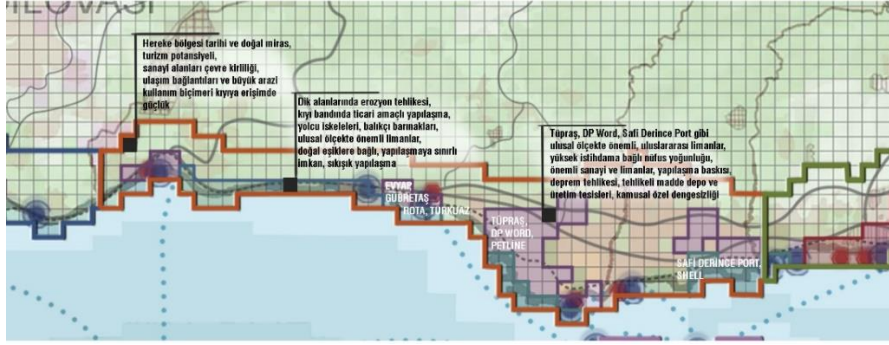 ILOVASI
Hereke bölgesi tarihi ve doğal miras,
turizm potansiyeli,
sanayi alanları çevre kirliliği,
ulaşım bağlantıları ve büyük arazi
kullanım biçimeri kıyıya erişimde
güçlük
Dik alanlarında erozyon tehlikesi,
kıyı bandında ticari amaçlı yapılaşma,
yolcu iskeleleri, balıkçı barınakları,
ulusal ölçekte önemli limanlar,
doğal eşiklere bağlı, yapılaşmaya sınırlı
imkan, sıkışık yapılaşma
Tüpraş, DP Word, Safi Derince Port gibi
ulusal ölçekte önemli, uluslararası limanlar,
yüksek istihdama bağlı nüfus yoğunluğu,
önemli sanayi ve limanlar, yapılaşma baskısı,
deprem tehlikesi, tehlikeli madde depo ve
üretim tesisleri, kamusal özel dengesizliği
EVYAP
GÜBRETAŞ
ROTA, TURKUAZ
TÜPRAŞ,
DP WORD,
PETLINE
SAFİ DERİNCE PORT,
SHELL